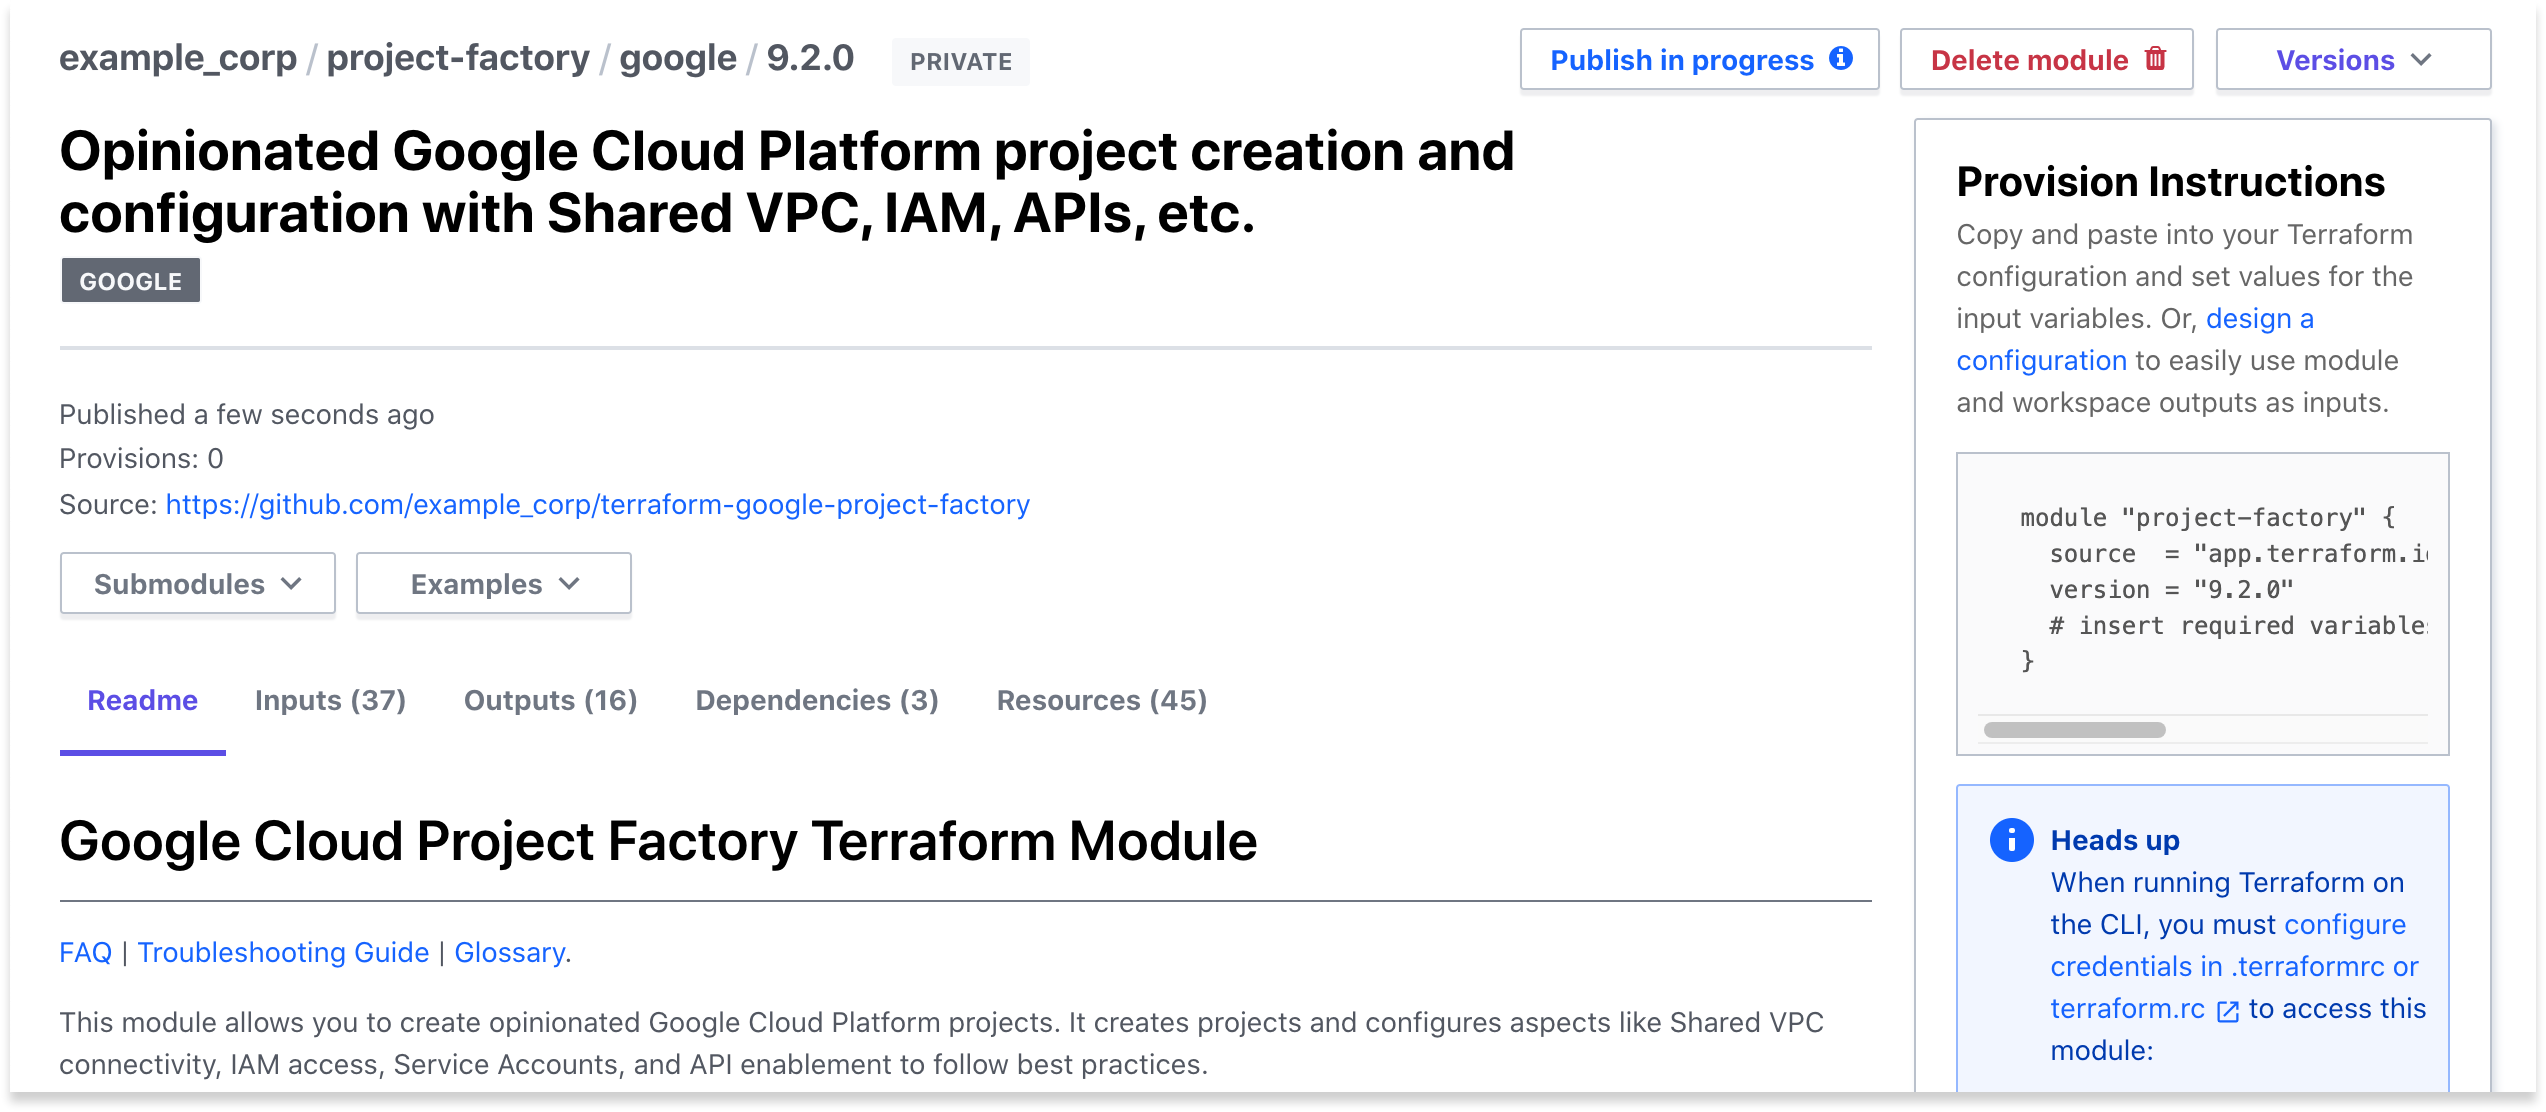 example_corp / project-factory / google / 9.2.0 PRIVATE
Publish in progress
Delete module
Versions
Opinionated Google Cloud Platform project creation and
configuration with Shared VPC, IAM, APIs, etc.
GOOGLE
Published a few seconds ago
Provisions: 0
Source: https://github.com/example_corp/terraform-google-project-factory
Submodules
Examples
Readme
Inputs (37)
Outputs (16)
Dependencies (3)
Resources (45)
Google Cloud Project Factory Terraform Module
FAQ | Troubleshooting Guide | Glossary.
This module allows you to create opinionated Google Cloud Platform projects. It creates projects and configures aspects like Shared VPC
connectivity, IAM access, Service Accounts, and API enablement to follow best practices.
Provision Instructions
Copy and paste into your Terraform
configuration and set values for the
input variables. Or, design a
configuration to easily use module
and workspace outputs as inputs.
module "project-factory" {
source = "app.terraform.i
version = "9.2.0"
# insert required variable
}
Heads up
When running Terraform on
the CLI, you must configure
credentials in .terraformrc or
terraform.rc to access this
module: